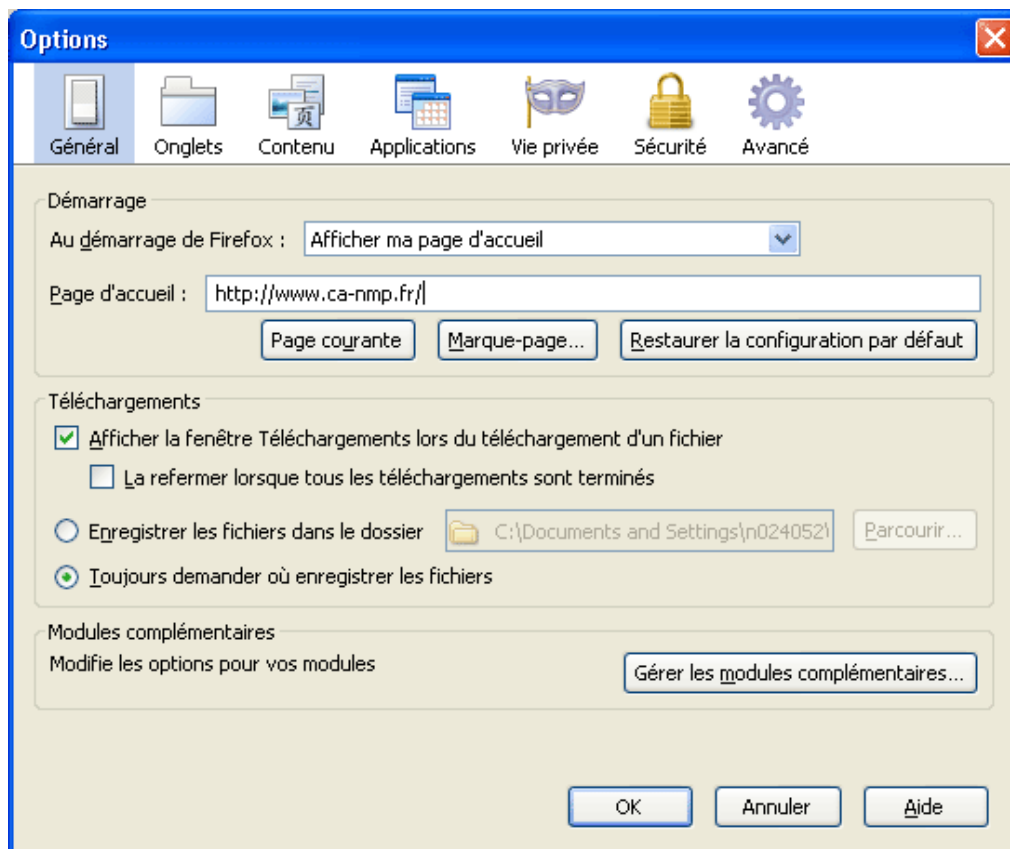 Options
Général Onglets Contenu Applications Vie privée Sécurité Avancé
页
Démarrage
Au démarrage de Firefox : Afficher ma page d'accueil
Page d'accueil : http://www.ca-nmp.fr/
Page courante Marque-page... Restaurer la configuration par défaut
Téléchargements
Afficher la fenêtre Téléchargements lors du téléchargement d'un fichier
La refermer lorsque tous les téléchargements sont terminés
Enregistrer les fichiers dans le dossier C:\Documents and Settings\n024052\ Parcourir...
Toujours demander où enregistrer les fichiers
Modules complémentaires
Modifie les options pour vos modules
Gérer les modules complémentaires...
OK Annuler Aide